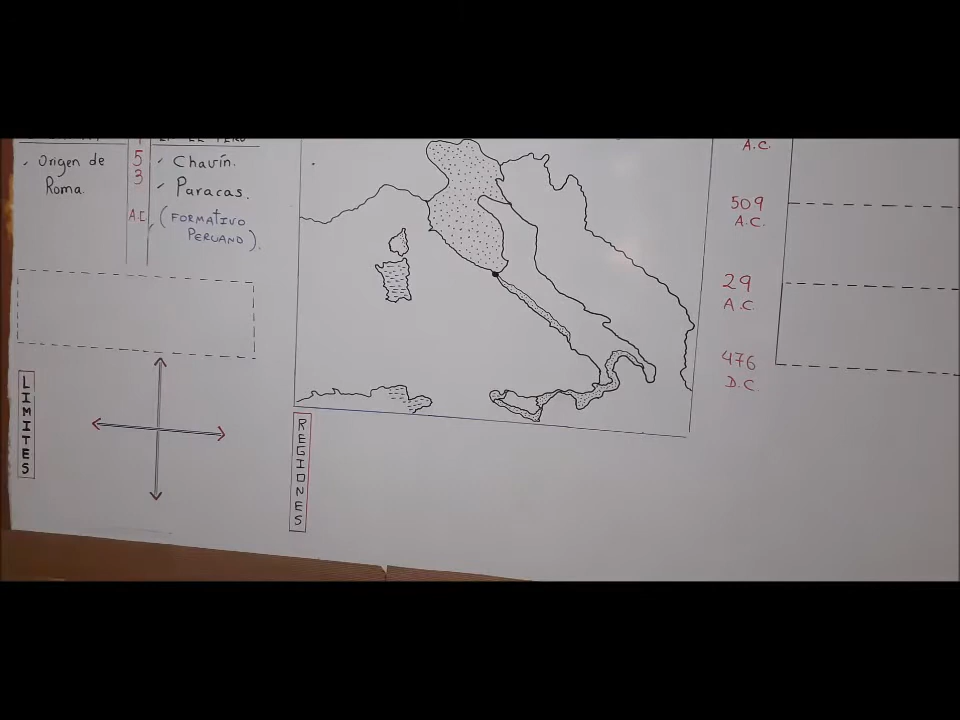 ✓ Origen de
Roma.
5
3
A.C.
✓ Chavín.
✓ Paracas.
(FORMATIVO
PERUANO).
LIMITES
REGIONES
A.C.
509
A.C.
29
A.C.
476
D.C.